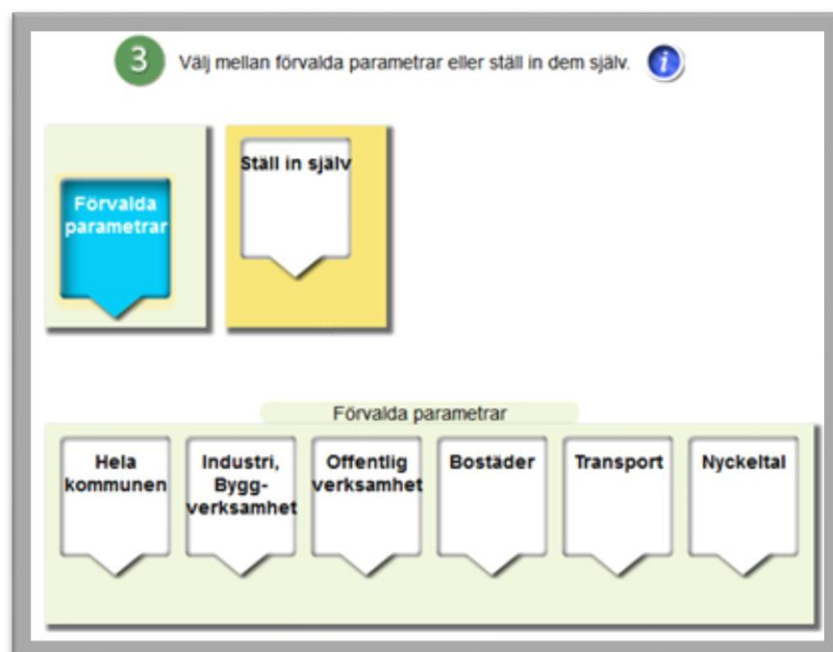 3 Välj mellan förvalda parametrar eller ställ in dem själv. i
Förvalda
parametrar
Ställ in själv
Förvalda parametrar
Hela
kommunen
Industri,
Bygg-
verksamhet
Offentlig
verksamhet
Bostäder
Transport
Nyckeltal